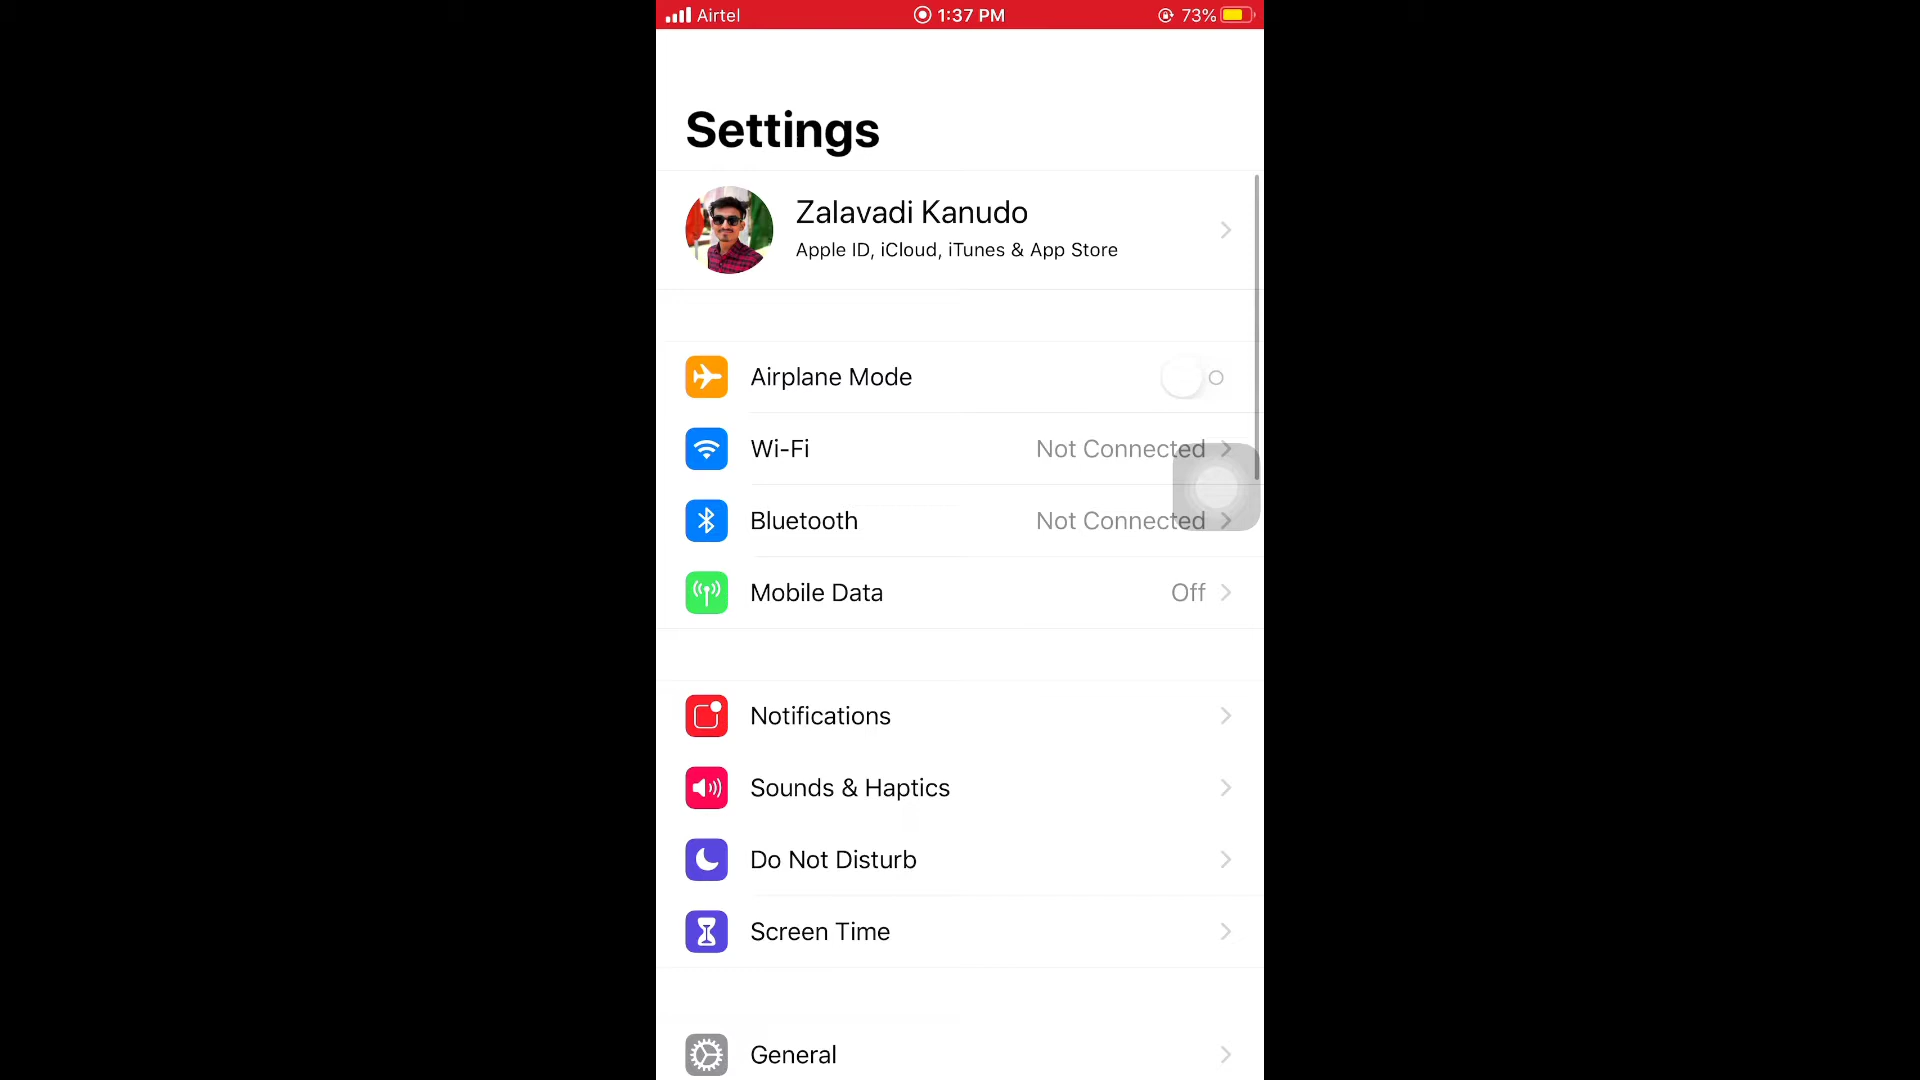 Airtel 1:37 PM 73%
Settings
Zalavadi Kanudo
Apple ID, iCloud, iTunes & App Store
Airplane Mode
Wi-Fi Not Connected
Bluetooth Not Connected
Mobile Data Off
Notifications
Sounds & Haptics
Do Not Disturb
Screen Time
General